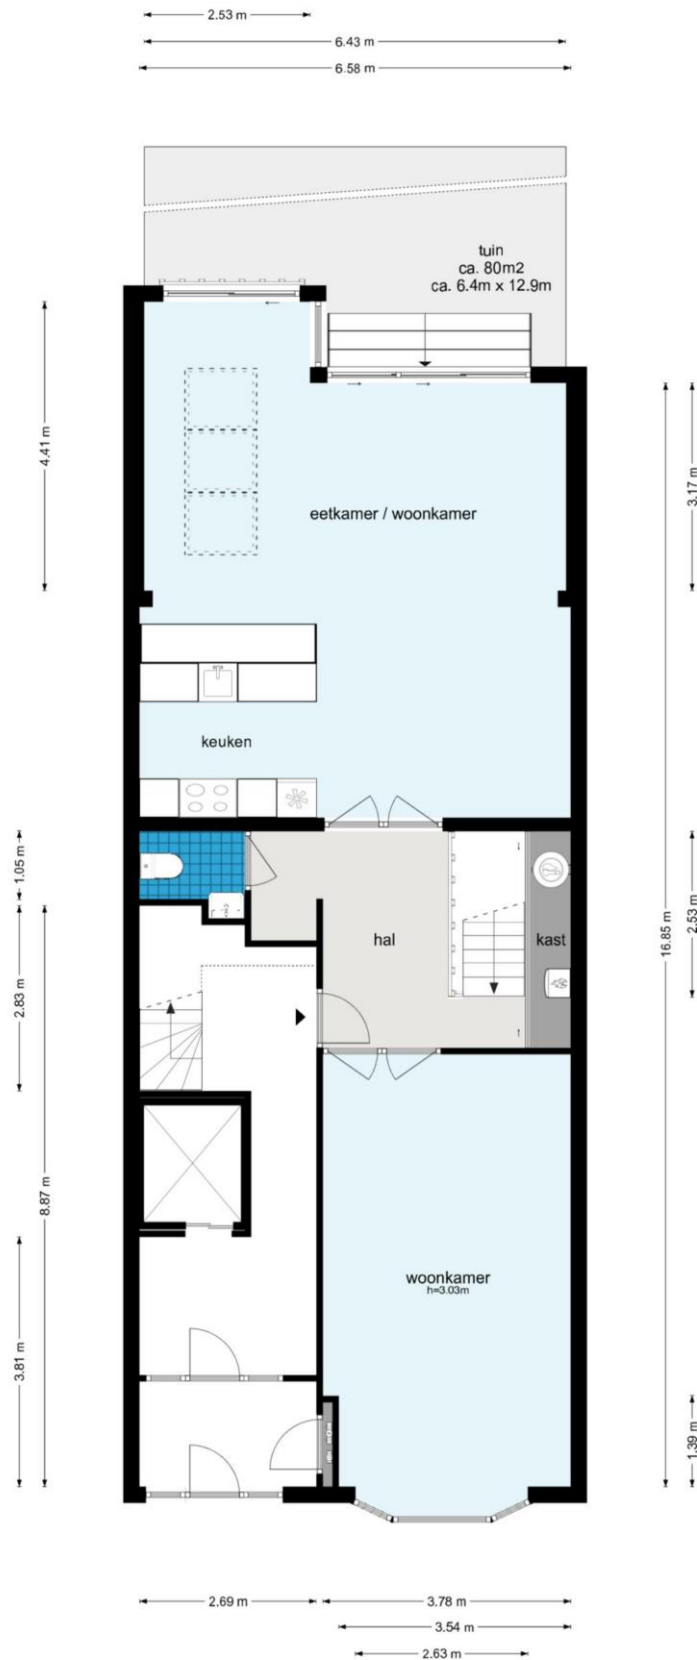 2.53 m
6.43 m
6.58 m
tuin
ca. 80m2
ca. 6.4m x 12.9m
4.41 m
3.17 m
eetkamer / woonkamer
keuken
1.05 m
2.53 m
16.85 m
hal
kast
2.83 m
8.87 m
woonkamer
h=3.03m
3.81 m
1.39 m
2.69 m
3.78 m
3.54 m
2.63 m